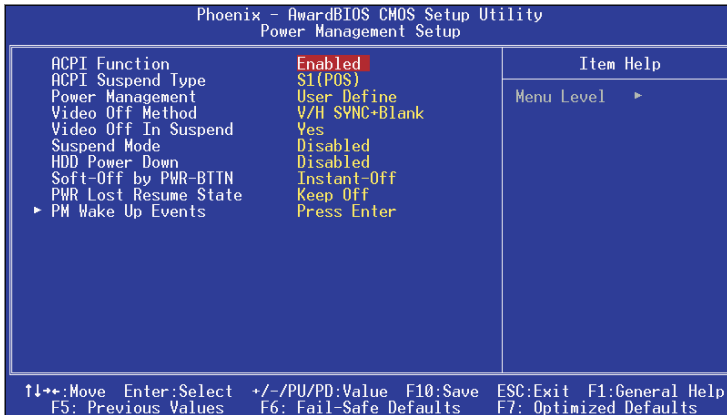 Phoenix - AwardBIOS CMOS Setup Utility
Power Management Setup
ACPI Function Enabled
ACPI Suspend Type S1(POS)
Power Management User Define
Video Off Method V/H SYNC+Blank
Video Off In Suspend Yes
Suspend Mode Disabled
HDD Power Down Disabled
Soft-Off by PWR-BTTN Instant-Off
PWR Lost Resume State Keep Off
► PM Wake Up Events Press Enter
Item Help
Menu Level ►
↑↓→←:Move Enter:Select +/-/PU/PD:Value F10:Save ESC:Exit F1:General Help
F5: Previous Values F6: Fail-Safe Defaults F7: Optimized Defaults